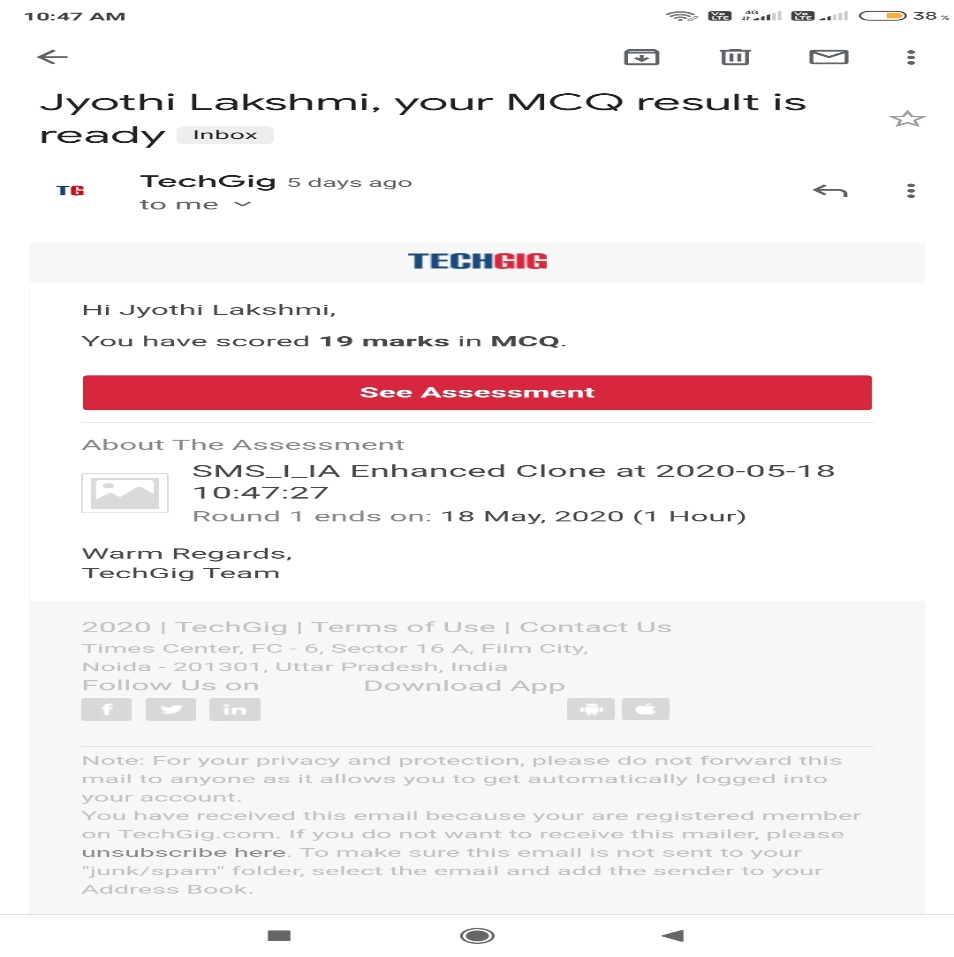 10:47 AM
Vo LTE 4G Vo LTE 38 %
Jyothi Lakshmi, your MCQ result is
ready Inbox
TG
TechGig 5 days ago
to me
TECHGIG
Hi Jyothi Lakshmi,
You have scored 19 marks in MCQ.
See Assessment
About The Assessment
SMS_I_IA Enhanced Clone at 2020-05-18
10:47:27
Round 1 ends on: 18 May, 2020 (1 Hour)
Warm Regards,
TechGig Team
2020 | TechGig | Terms of Use | Contact Us
Times Center, FC - 6, Sector 16 A, Film City,
Noida - 201301, Uttar Pradesh, India
Follow Us on Download App
f in
Note: For your privacy and protection, please do not forward this
mail to anyone as it allows you to get automatically logged into
your account.
You have received this email because your are registered member
on TechGig.com. If you do not want to receive this mailer, please
unsubscribe here. To make sure this email is not sent to your
"junk/spam" folder, select the email and add the sender to your
Address Book.